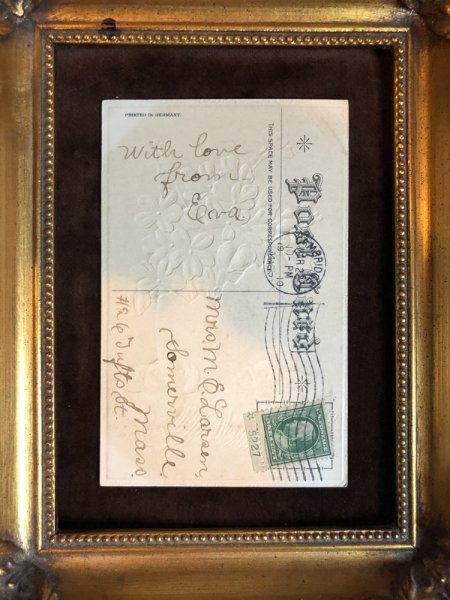 Post Card
THIS SPACE MAY BE USED FOR CORRESPONDENCE
PRINTED IN GERMANY.
With love
from
Eva.
Mrs. M. E. Larsen,
Somerville
Mass.
#26 Tufts St.
5227